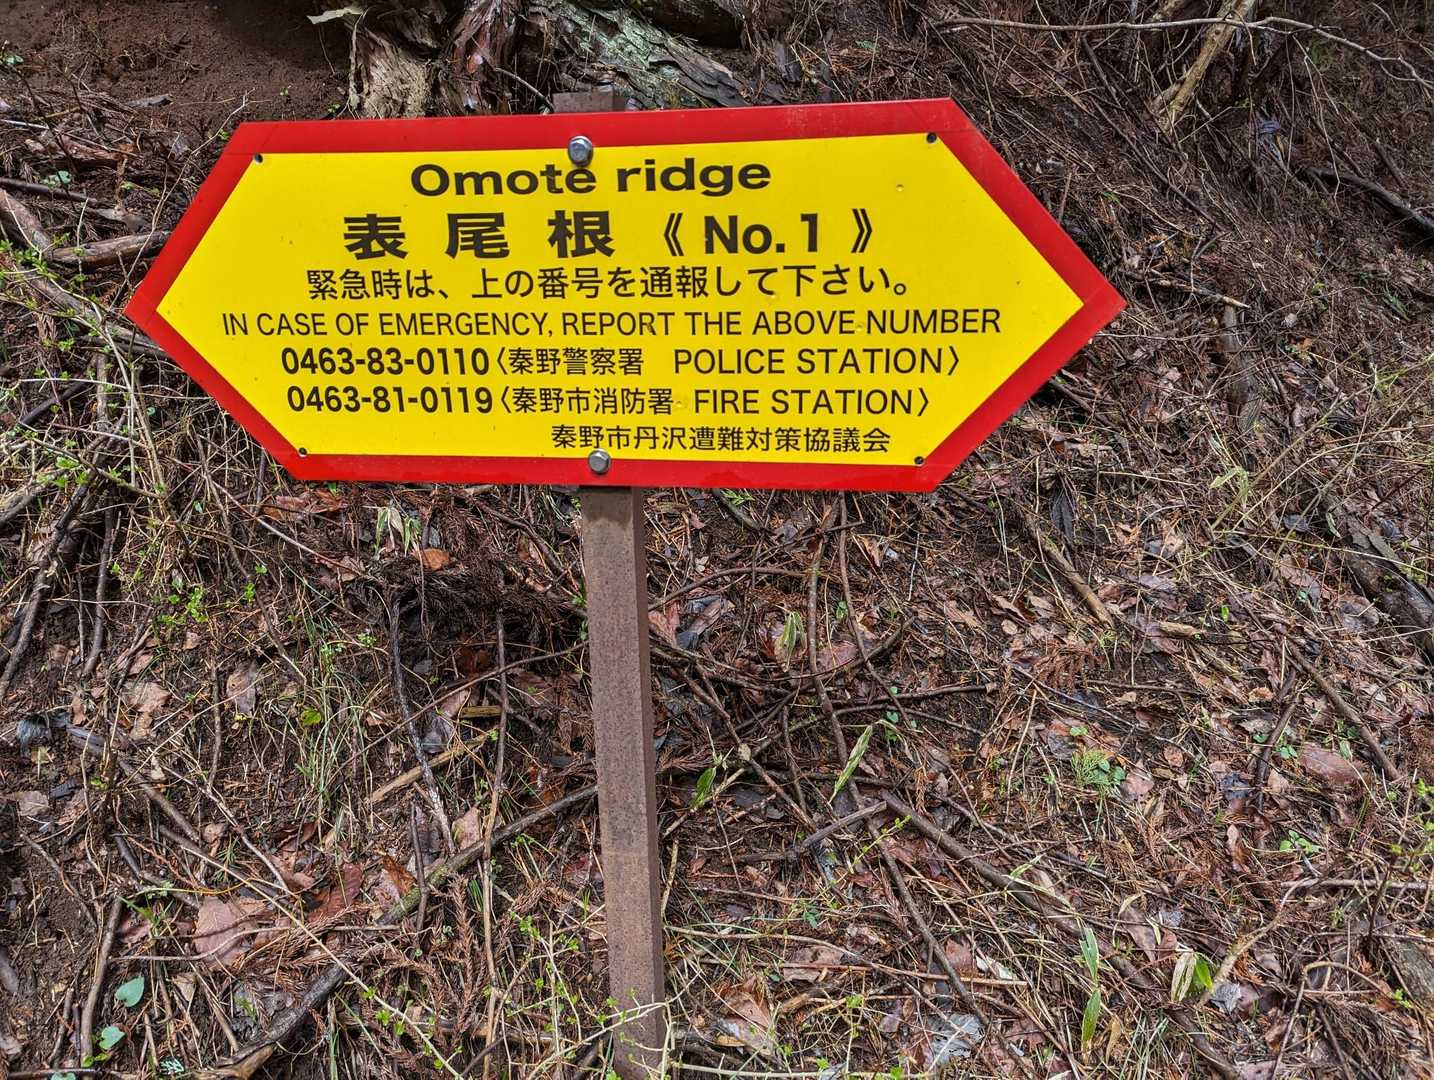 Omote ridge
表尾根《No.1》
緊急時は、上の番号を通報して下さい。
IN CASE OF EMERGENCY, REPORT THE ABOVE NUMBER
0463-83-0110〈秦野警察署　POLICE STATION〉
0463-81-0119〈秦野市消防署　FIRE STATION〉
秦野市丹沢遭難対策協議会